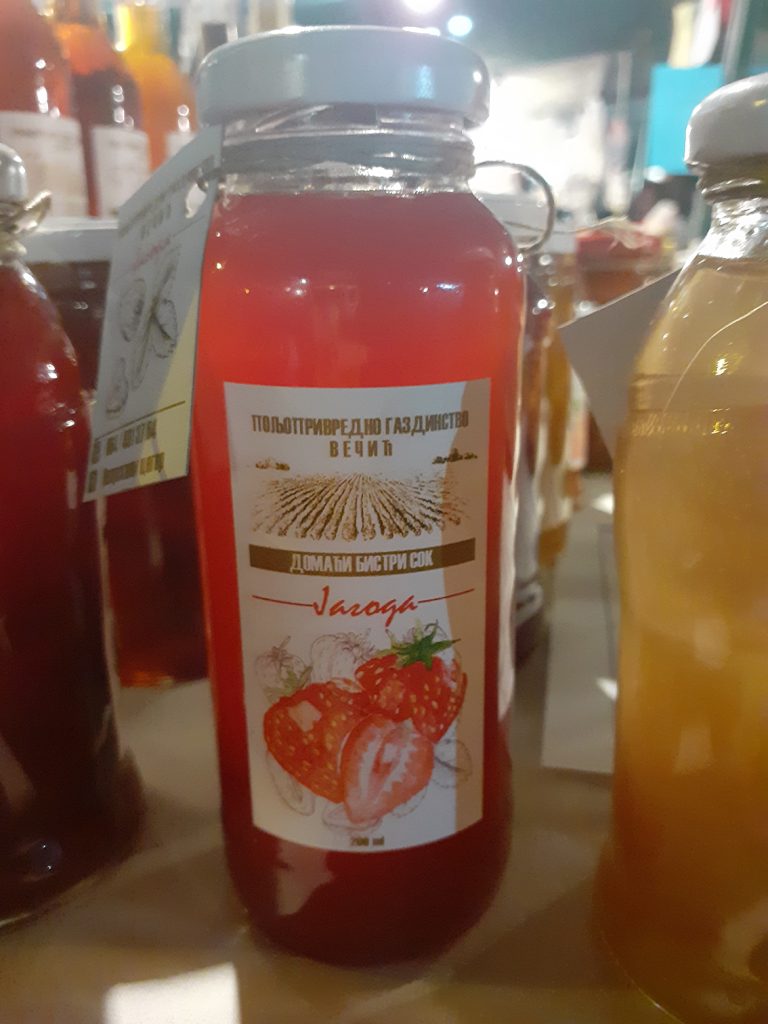 ПОЉОПРИВРЕДНО ГАЗДИНСТВО
ВЕЧИЋ
ДОМАЋИ БИСТРИ СОК
Јагода
200 ml